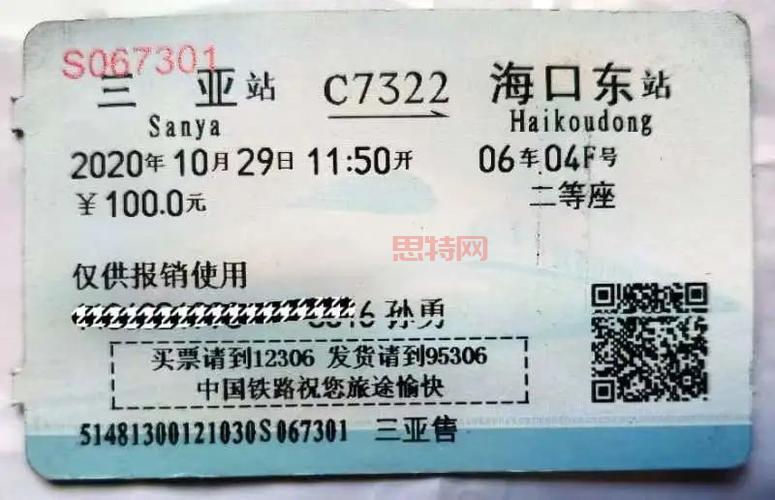 S067301
三 亚站 C7322 海口东站
Sanya Haikoudong
2020年10月29日 11:50开 06车04F号
￥100.0元 二等座
思特网
仅供报销使用
孙勇
买票请到12306 发货请到95306
中国铁路祝您旅途愉快
51481300121030S067301 三亚售